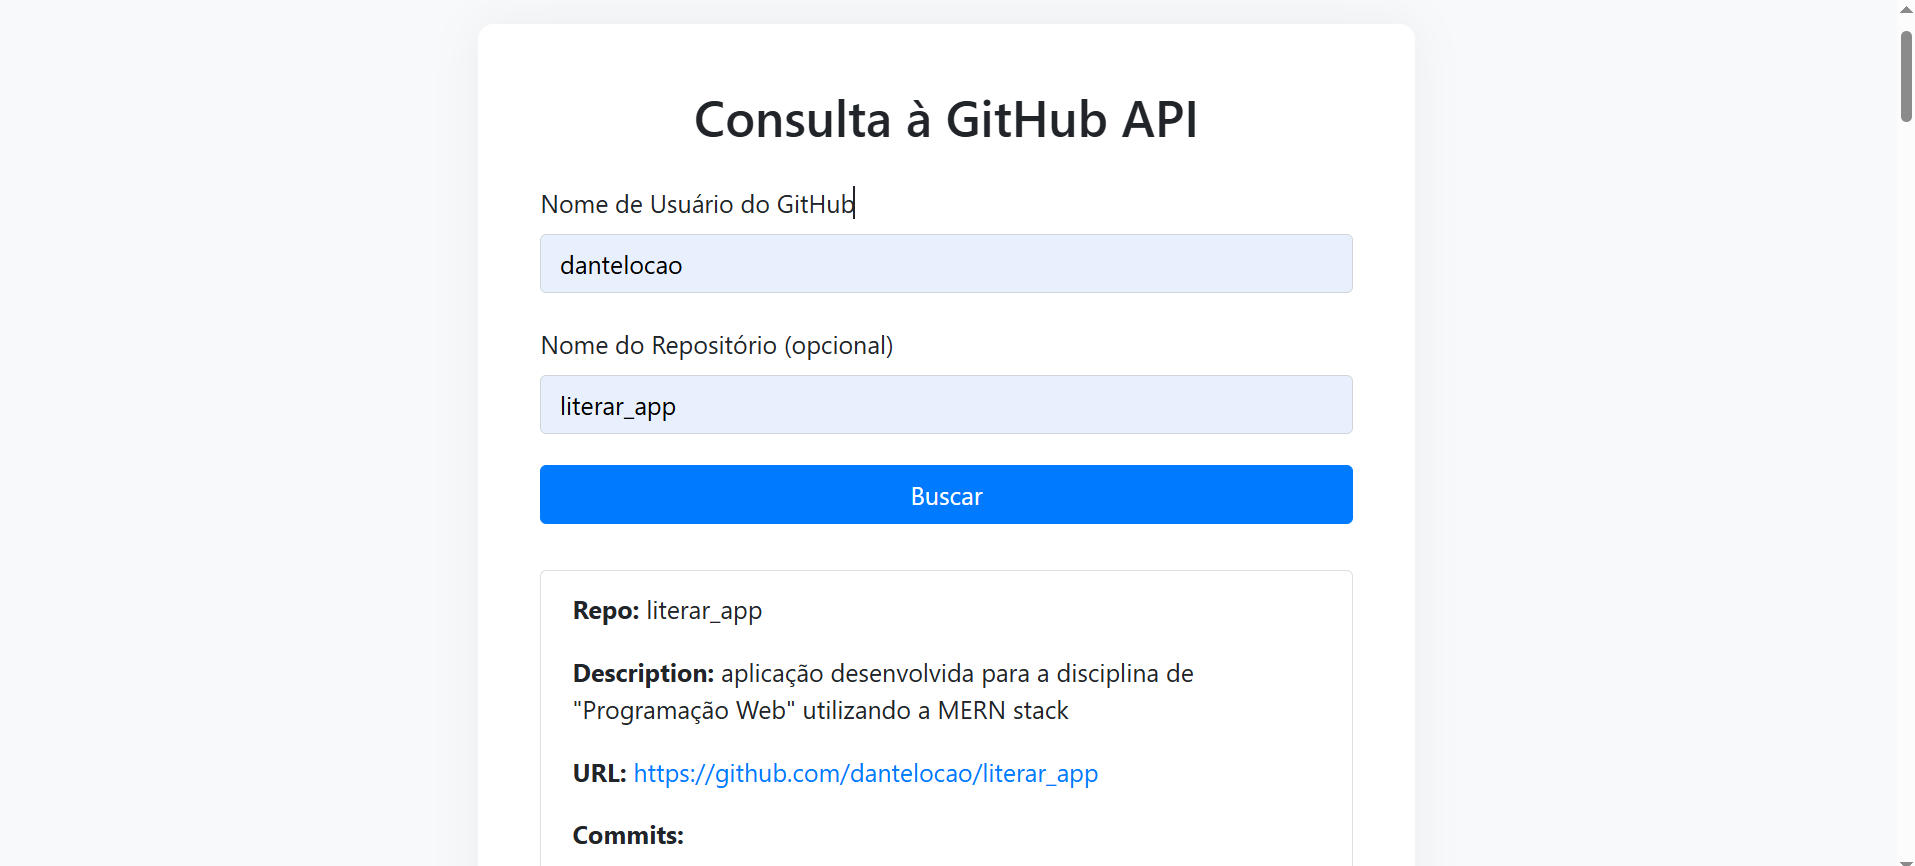 Consulta à GitHub API
Nome de Usuário do GitHub
dantelocao
Nome do Repositório (opcional)
literar_app
Buscar
Repo: literar_app
Description: aplicação desenvolvida para a disciplina de
"Programação Web" utilizando a MERN stack
URL: https://github.com/dantelocao/literar_app
Commits: